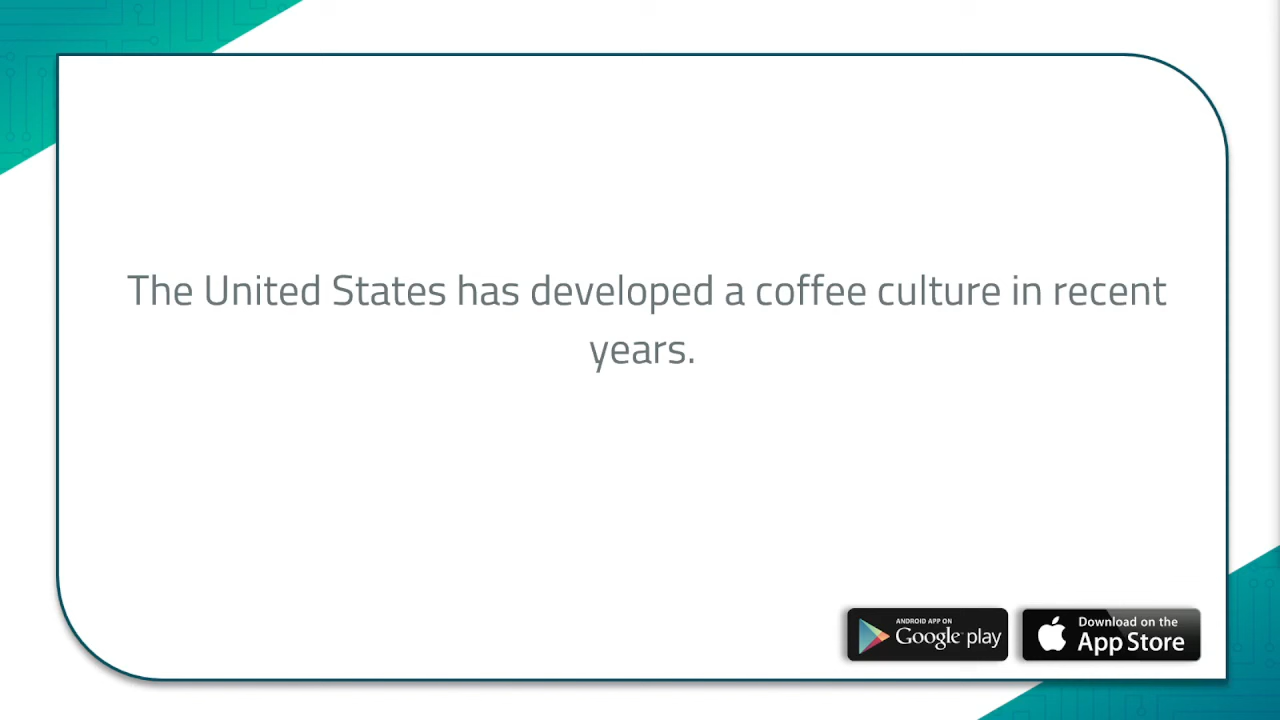 The United States has developed a coffee culture in recent
years.
ANDROID APP ON
Google play
Download on the
App Store